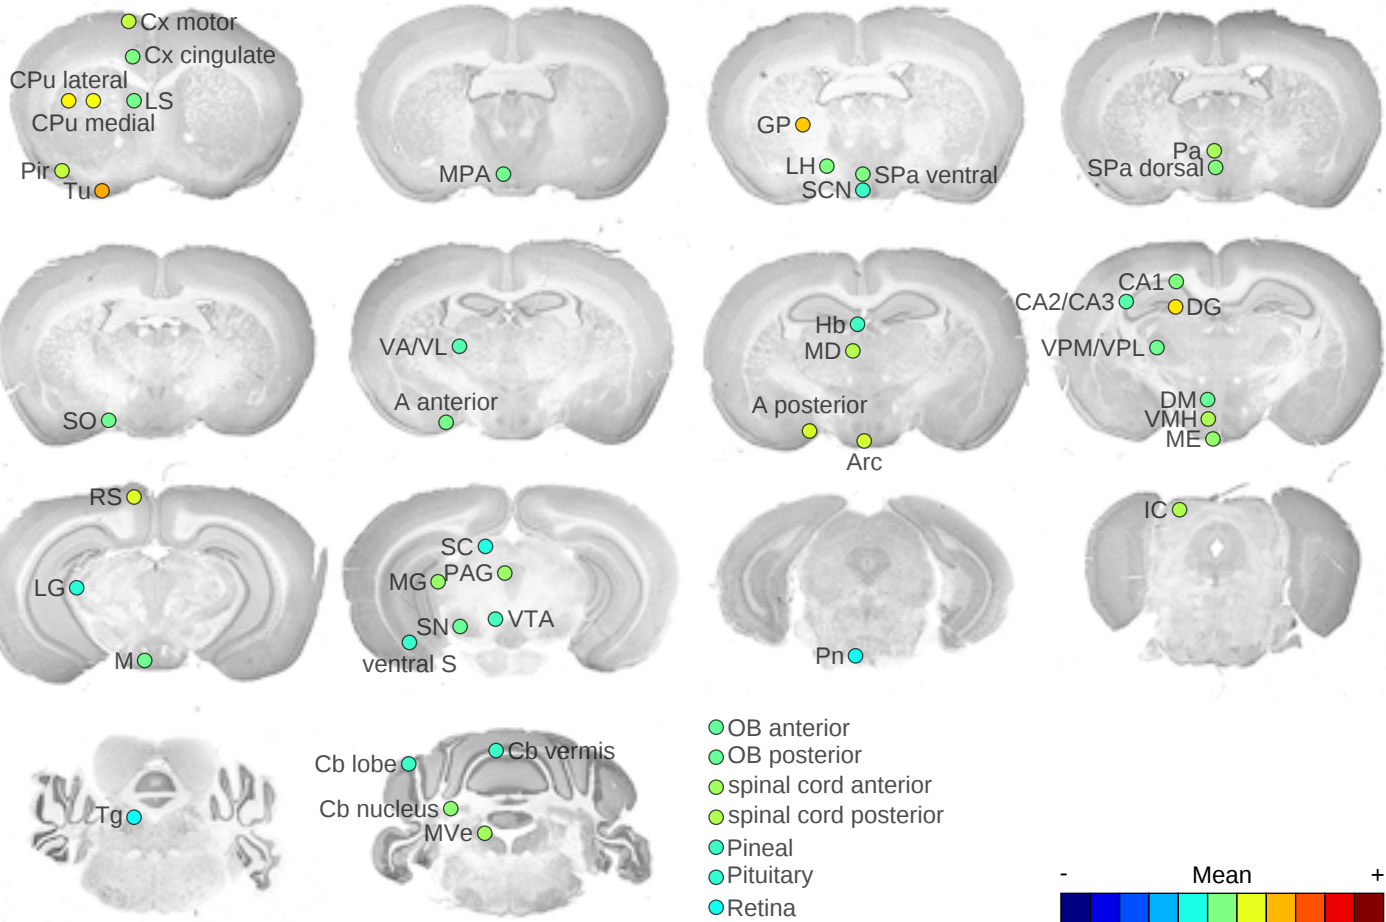 Cx motor
Cx cingulate
CPu lateral
LS
CPu medial
Pir
Tu
MPA
GP
LH
SPa ventral
SCN
Pa
SPa dorsal
SO
VA/VL
A anterior
Hb
MD
A posterior
Arc
CA1
CA2/CA3
DG
VPM/VPL
DM
VMH
ME
RS
LG
M
SC
MG
PAG
SN
VTA
ventral S
Pn
IC
Tg
Cb lobe
Cb vermis
Cb nucleus
MVe
OB anterior
OB posterior
spinal cord anterior
spinal cord posterior
Pineal
Pituitary
Retina
- Mean +